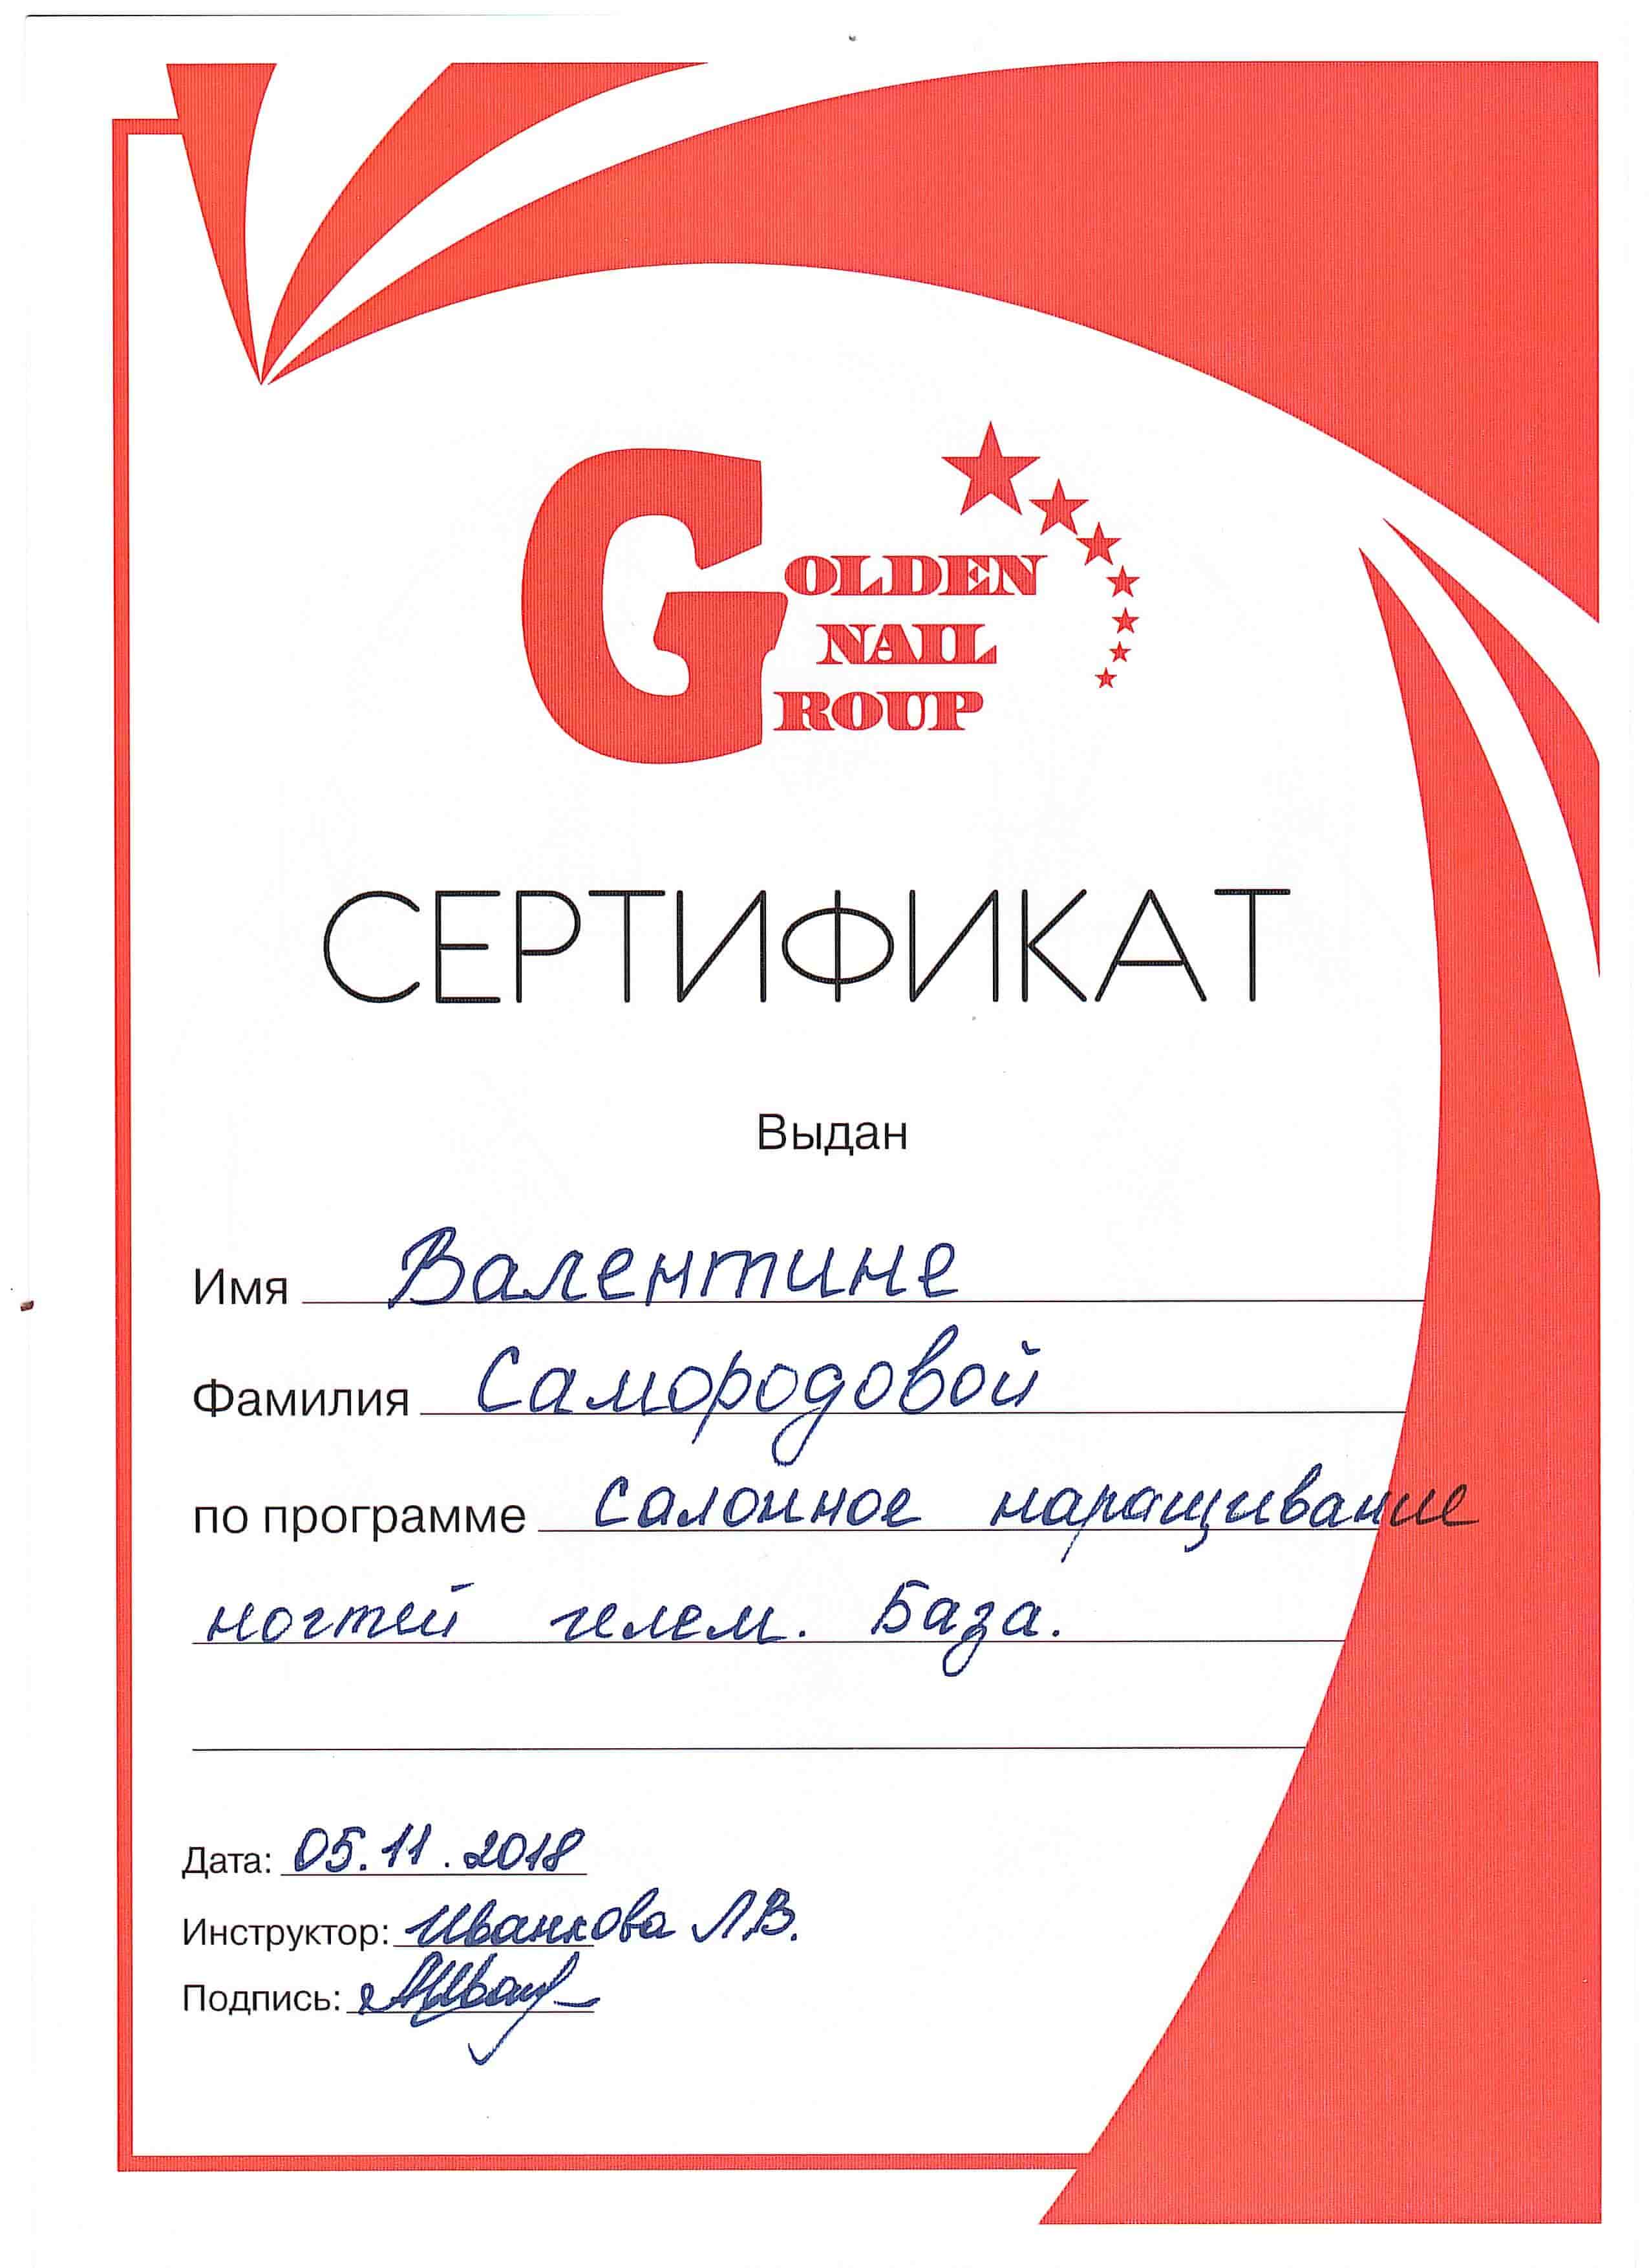 GOLDEN
NAIL
GROUP
СЕРТИФИКАТ
Выдан
Имя Валентине
Фамилия Самородовой
по программе Салонное наращивание
ногтей гелем. База.
Дата: 05.11.2018
Инструктор: Иванкова Л.В.
Подпись: